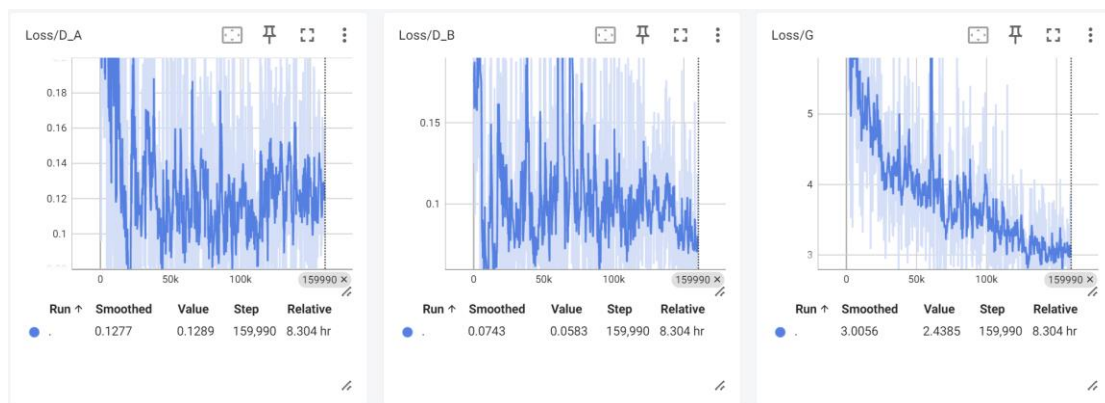 Loss/D_A
0.18
0.16
0.14
0.12
0.1
0
50k
100k
159990 ×
Run ↑ Smoothed Value Step Relative
. 0.1277 0.1289 159,990 8.304 hr
Loss/D_B
0.15
0.1
0
50k
100k
159990 ×
Run ↑ Smoothed Value Step Relative
. 0.0743 0.0583 159,990 8.304 hr
Loss/G
5
4
3
0
50k
100k
159990 ×
Run ↑ Smoothed Value Step Relative
. 3.0056 2.4385 159,990 8.304 hr